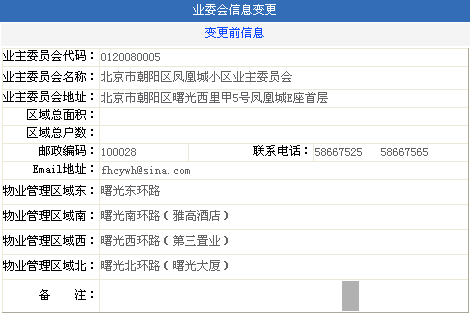 业委会信息变更
变更前信息
业主委员会代码： 0120080005
业主委员会名称： 北京市朝阳区凤凰城小区业主委员会
业主委员会地址： 北京市朝阳区曙光西里甲5号凤凰城E座首层
区域总面积：
区域总户数：
邮政编码： 100028 联系电话： 58667525 58667565
Email地址： fhcywh@sina.com
物业管理区域东： 曙光东环路
物业管理区域南： 曙光南环路（雅高酒店）
物业管理区域西： 曙光西环路（第三置业）
物业管理区域北： 曙光北环路（曙光大厦）
备 注：